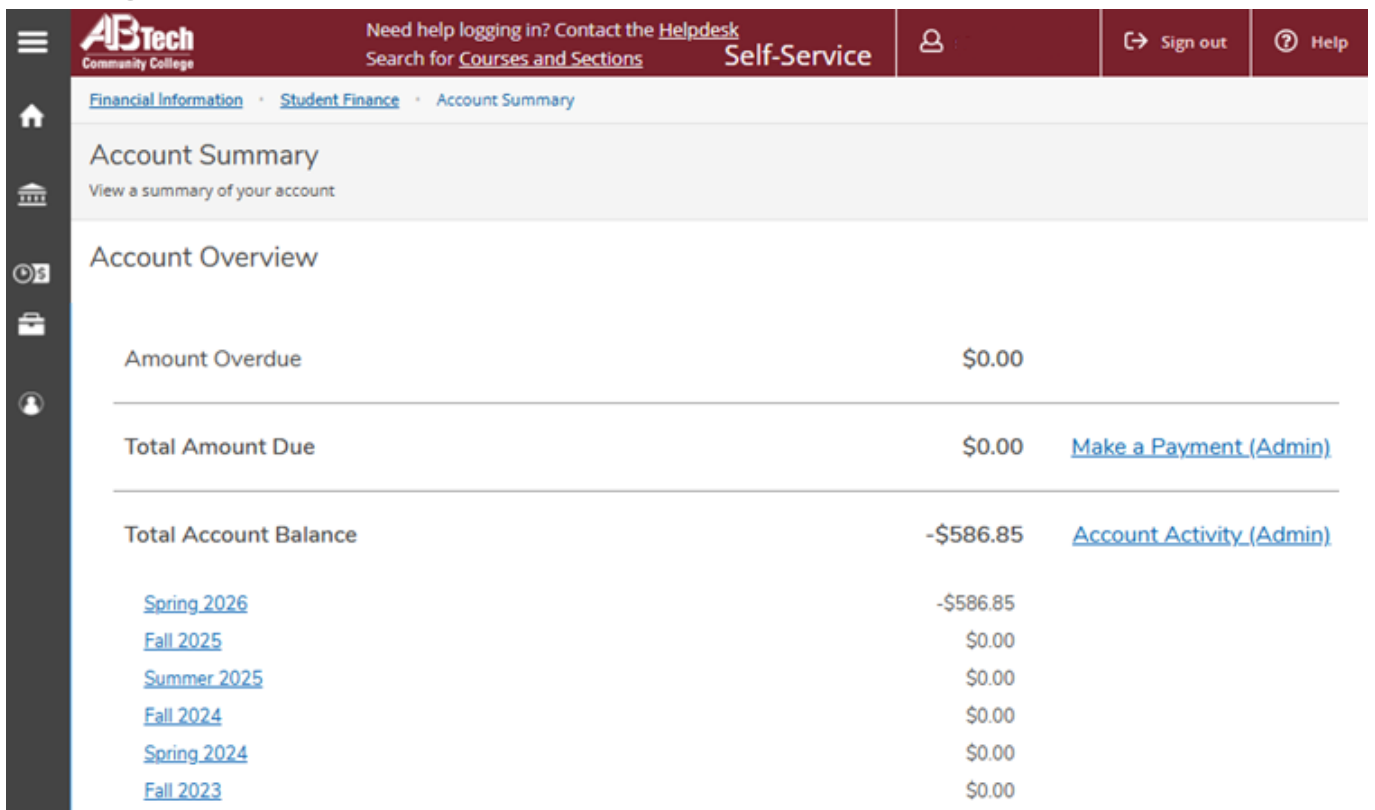 ABTech
Community College
Need help logging in? Contact the Helpdesk
Search for Courses and Sections
Self-Service
Sign out
Help
Financial Information · Student Finance · Account Summary
Account Summary
View a summary of your account
Account Overview
Amount Overdue $0.00
Total Amount Due $0.00 Make a Payment (Admin)
Total Account Balance -$586.85 Account Activity (Admin)
Spring 2026 -$586.85
Fall 2025 $0.00
Summer 2025 $0.00
Fall 2024 $0.00
Spring 2024 $0.00
Fall 2023 $0.00